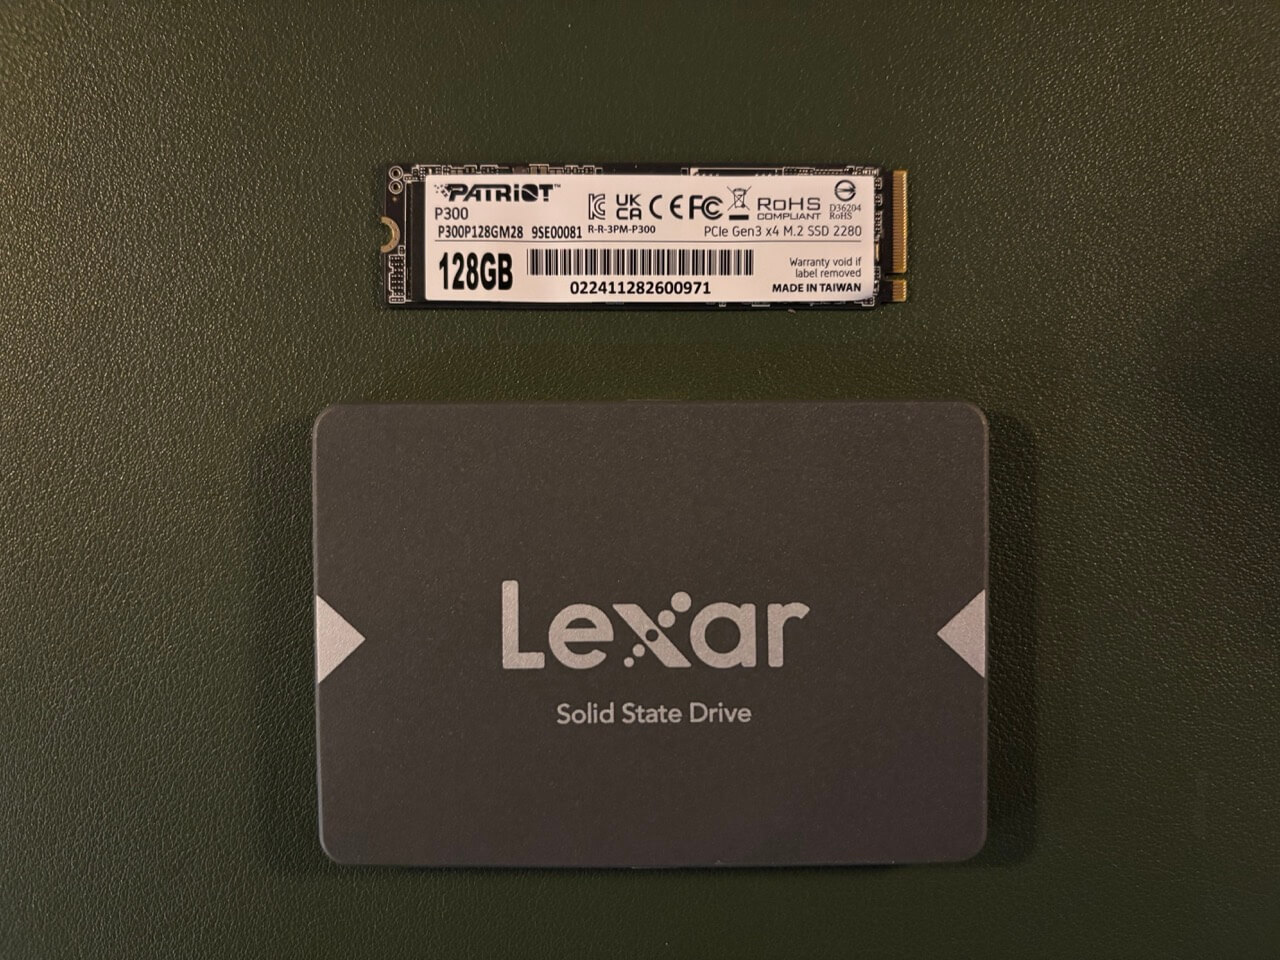 PATRiOT™
P300
P300P128GM28 9SE00081 R-R-3PM-P300
UK
CA
CE FC
RoHS
COMPLIANT
D36204
RoHS
PCIe Gen3 x4 M.2 SSD 2280
128GB
Warranty void if
label removed
022411282600971
MADE IN TAIWAN
Lexar
Solid State Drive